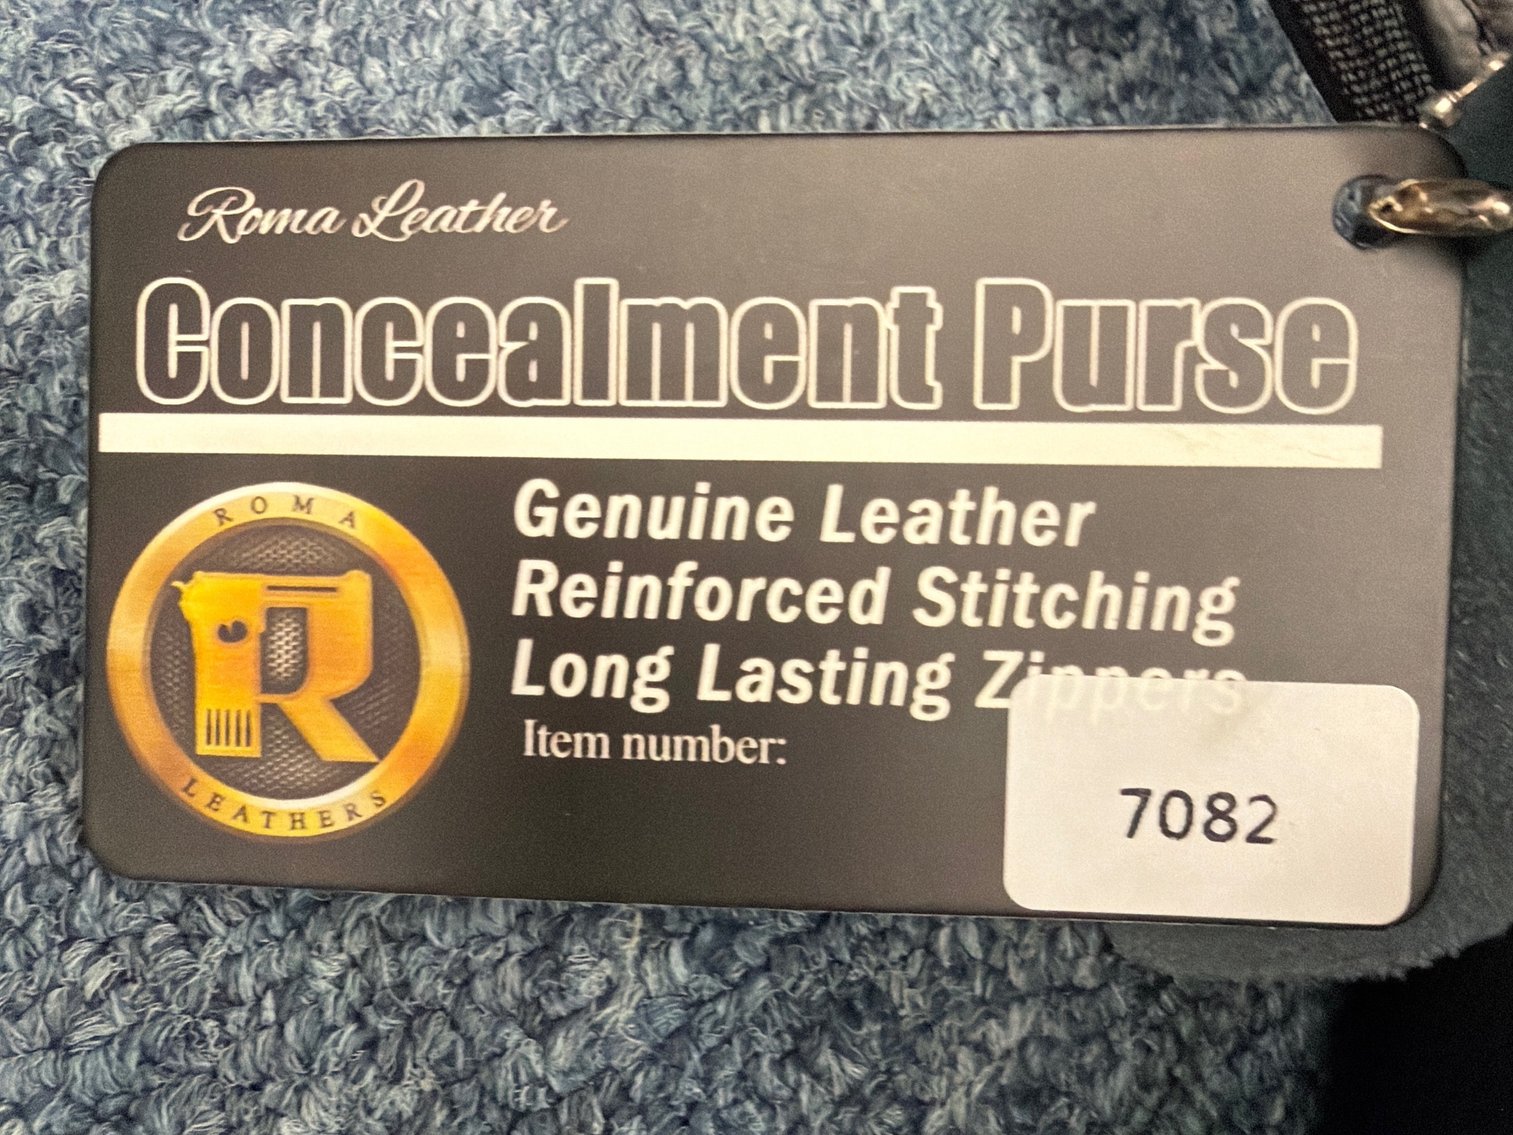 Roma Leather
Concealment Purse
ROMA
R
LEATHERS
Genuine Leather
Reinforced Stitching
Long Lasting Zippers
Item number:
7082